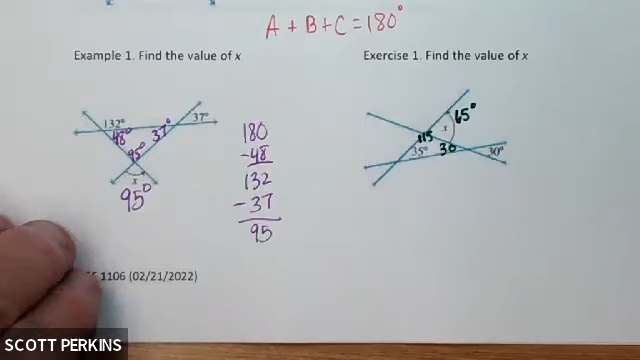 A + B + C = 180°
Example 1. Find the value of x
Exercise 1. Find the value of x
132°
37°
48°
37°
95°
x
95°
180
-48
132
-37
95
65°
x
115
35°
30
30°
1106 (02/21/2022)
SCOTT PERKINS